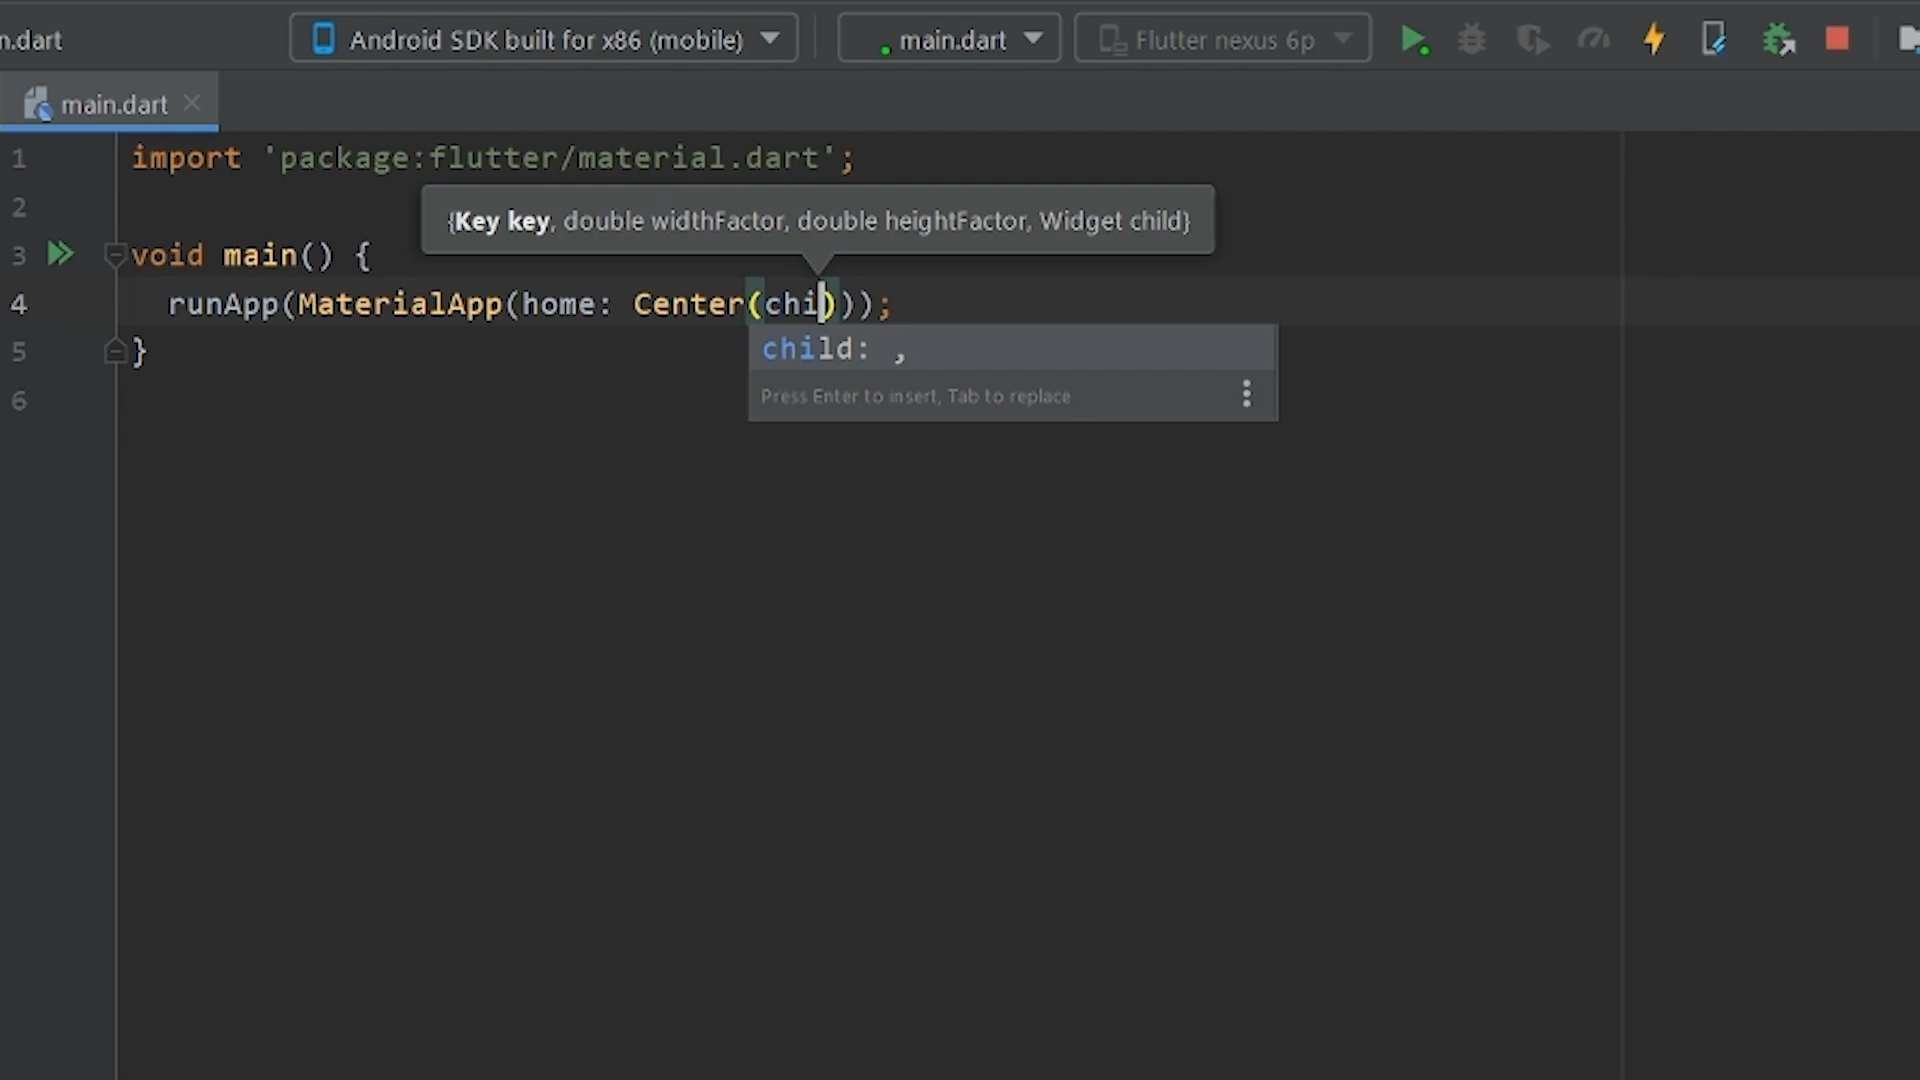 n.dart Android SDK built for x86 (mobile) main.dart Flutter nexus 6p
main.dart
1 import 'package:flutter/material.dart';
2
{Key key, double widthFactor, double heightFactor, Widget child}
3 void main() {
4 runApp(MaterialApp(home: Center(chi)));
child: ,
5 }
Press Enter to insert, Tab to replace
6